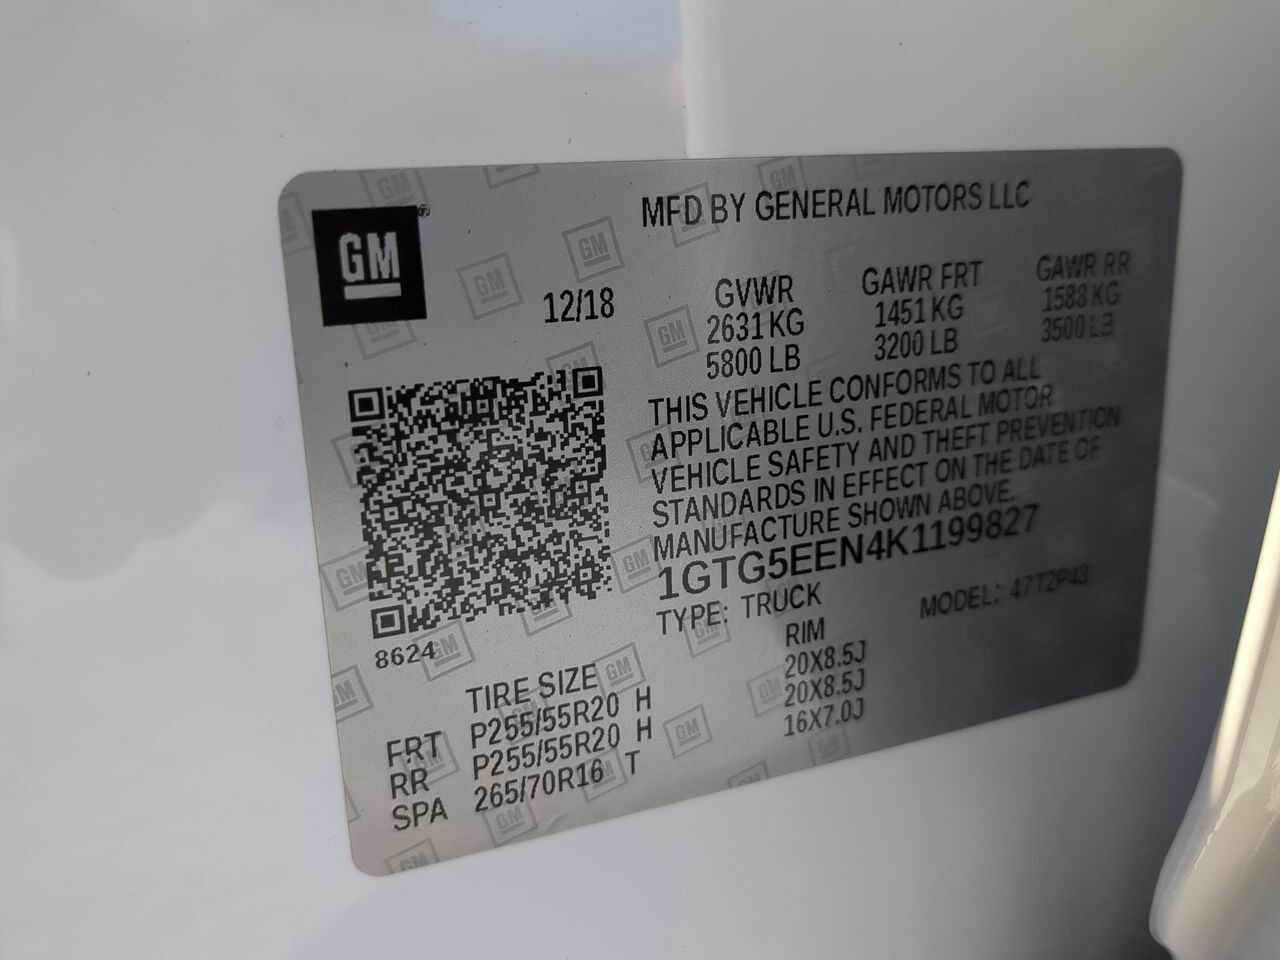 GM
MFD BY GENERAL MOTORS LLC
12/18
GVWR GAWR FRT GAWR RR
2631 KG 1451 KG 1588 KG
5800 LB 3200 LB 3500 LB
THIS VEHICLE CONFORMS TO ALL
APPLICABLE U.S. FEDERAL MOTOR
VEHICLE SAFETY AND THEFT PREVENTION
STANDARDS IN EFFECT ON THE DATE OF
MANUFACTURE SHOWN ABOVE.
1GTG5EEN4K1199827
TYPE: TRUCK MODEL: 47T2P43
8624
TIRE SIZE RIM
FRT P255/55R20 H 20X8.5J
RR P255/55R20 H 20X8.5J
SPA 265/70R16 T 16X7.0J